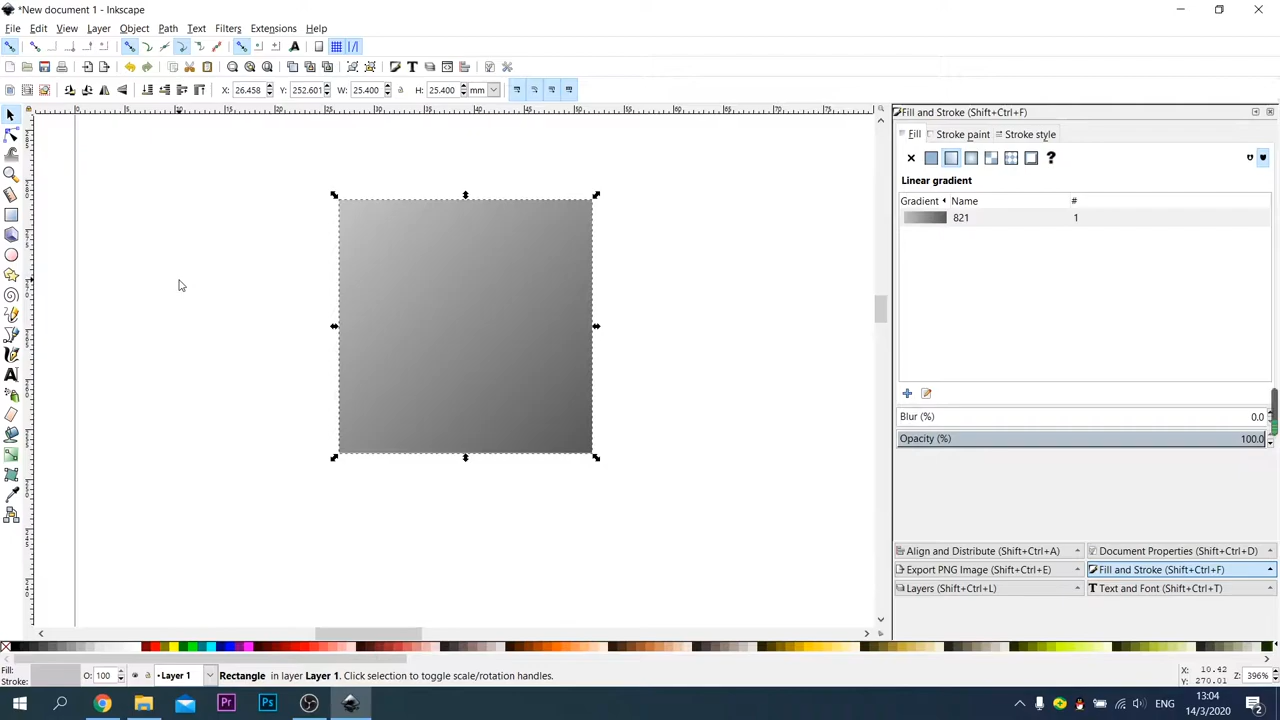 *New document 1 - Inkscape
File Edit View Layer Object Path Text Filters Extensions Help
X: 26.458 Y: 252.601 W: 25.400 H: 25.400 mm
Fill and Stroke (Shift+Ctrl+F)
Fill Stroke paint Stroke style
Linear gradient
Gradient Name #
821 1
Blur (%) 0.0
Opacity (%) 100.0
Align and Distribute (Shift+Ctrl+A) Document Properties (Shift+Ctrl+D)
Export PNG Image (Shift+Ctrl+E) Fill and Stroke (Shift+Ctrl+F)
Layers (Shift+Ctrl+L) Text and Font (Shift+Ctrl+T)
Fill:
Stroke:
O: 100 Layer 1 Rectangle in layer Layer 1. Click selection to toggle scale/rotation handles.
X: 10.42
Y: 270.01
Z: 396%
Pr Ps
ENG
13:04
14/3/2020
2